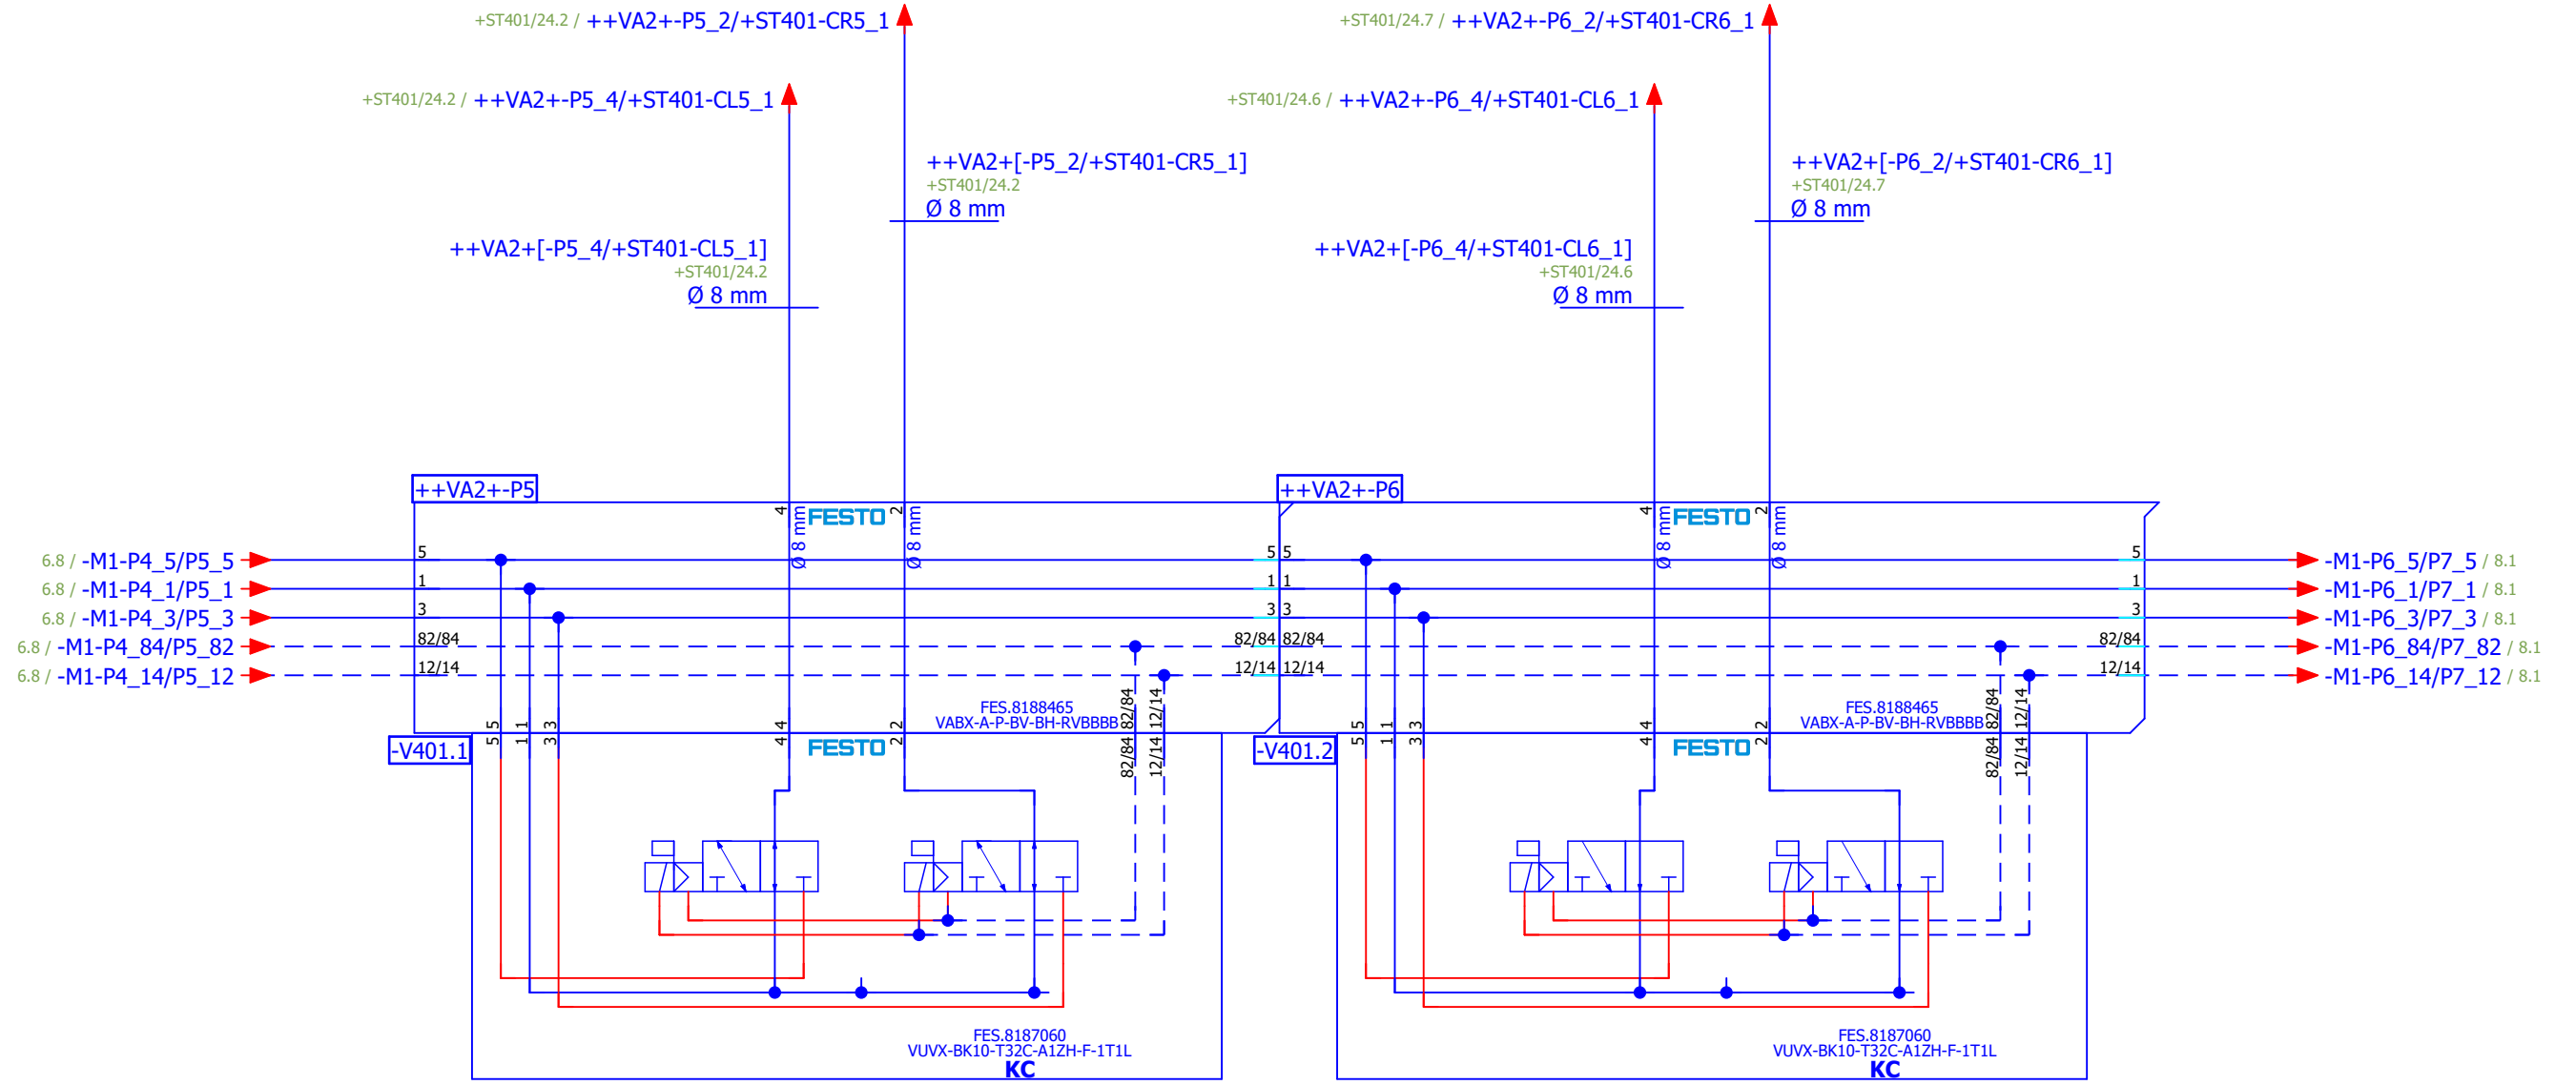 +ST401/24.2 / ++VA2+-P5_2/+ST401-CR5_1
+ST401/24.7 / ++VA2+-P6_2/+ST401-CR6_1
+ST401/24.2 / ++VA2+-P5_4/+ST401-CL5_1
+ST401/24.6 / ++VA2+-P6_4/+ST401-CL6_1
++VA2+[-P5_2/+ST401-CR5_1]
+ST401/24.2
Ø 8 mm
++VA2+[-P6_2/+ST401-CR6_1]
+ST401/24.7
Ø 8 mm
++VA2+[-P5_4/+ST401-CL5_1]
+ST401/24.2
Ø 8 mm
++VA2+[-P6_4/+ST401-CL6_1]
+ST401/24.6
Ø 8 mm
++VA2+-P5
++VA2+-P6
4 FESTO 2
4 FESTO 2
Ø 8 mm
Ø 8 mm
Ø 8 mm
Ø 8 mm
6.8 / -M1-P4_5/P5_5
5 5 5 5
-M1-P6_5/P7_5 / 8.1
6.8 / -M1-P4_1/P5_1
1 1 1 1
-M1-P6_1/P7_1 / 8.1
6.8 / -M1-P4_3/P5_3
3 3 3 3
-M1-P6_3/P7_3 / 8.1
6.8 / -M1-P4_84/P5_82
82/84 82/84 82/84 82/84
-M1-P6_84/P7_82 / 8.1
6.8 / -M1-P4_14/P5_12
12/14 12/14 12/14 12/14
-M1-P6_14/P7_12 / 8.1
FES.8188465
VABX-A-P-BV-BH-RVBBBB
FES.8188465
VABX-A-P-BV-BH-RVBBBB
5 1 3 4 2 82/84 12/14
5 1 3 4 2 82/84 12/14
-V401.1
5 1 3 4 FESTO 2 82/84 12/14
-V401.2
5 1 3 4 FESTO 2 82/84 12/14
FES.8187060
VUVX-BK10-T32C-A1ZH-F-1T1L
KC
FES.8187060
VUVX-BK10-T32C-A1ZH-F-1T1L
KC